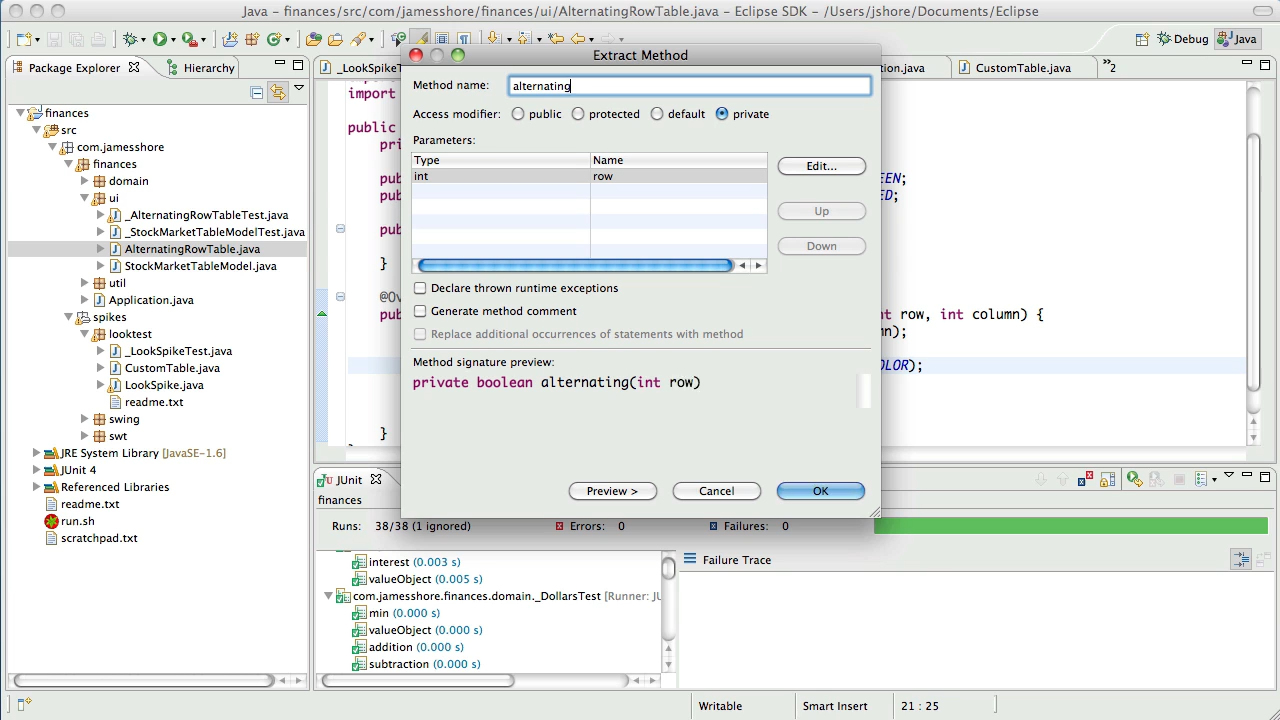 Java – finances/src/com/jamesshore/finances/ui/AlternatingRowTable.java – Eclipse SDK – /Users/jshore/Documents/Eclipse
Debug
Java
Package Explorer
Hierarchy
finances
src
com.jamesshore
finances
domain
ui
_AlternatingRowTableTest.java
_StockMarketTableModelTest.java
AlternatingRowTable.java
StockMarketTableModel.java
util
Application.java
spikes
looktest
_LookSpikeTest.java
CustomTable.java
LookSpike.java
readme.txt
swing
swt
JRE System Library [JavaSE-1.6]
JUnit 4
Referenced Libraries
readme.txt
run.sh
scratchpad.txt
CustomTable.java
»2
import
public
}
int row, int column) {
}
Extract Method
Method name:
alternating
Access modifier:
public
protected
default
private
Parameters:
Type
Name
int
row
Edit...
Up
Down
Declare thrown runtime exceptions
Generate method comment
Replace additional occurrences of statements with method
Method signature preview:
private boolean alternating(int row)
Preview >
Cancel
OK
JUnit
finances
Runs: 38/38 (1 ignored)
Errors: 0
Failures: 0
interest (0.003 s)
valueObject (0.005 s)
com.jamesshore.finances.domain._DollarsTest [Runner: JU
min (0.000 s)
valueObject (0.000 s)
addition (0.000 s)
subtraction (0.000 s)
Failure Trace
Writable
Smart Insert
21 : 25